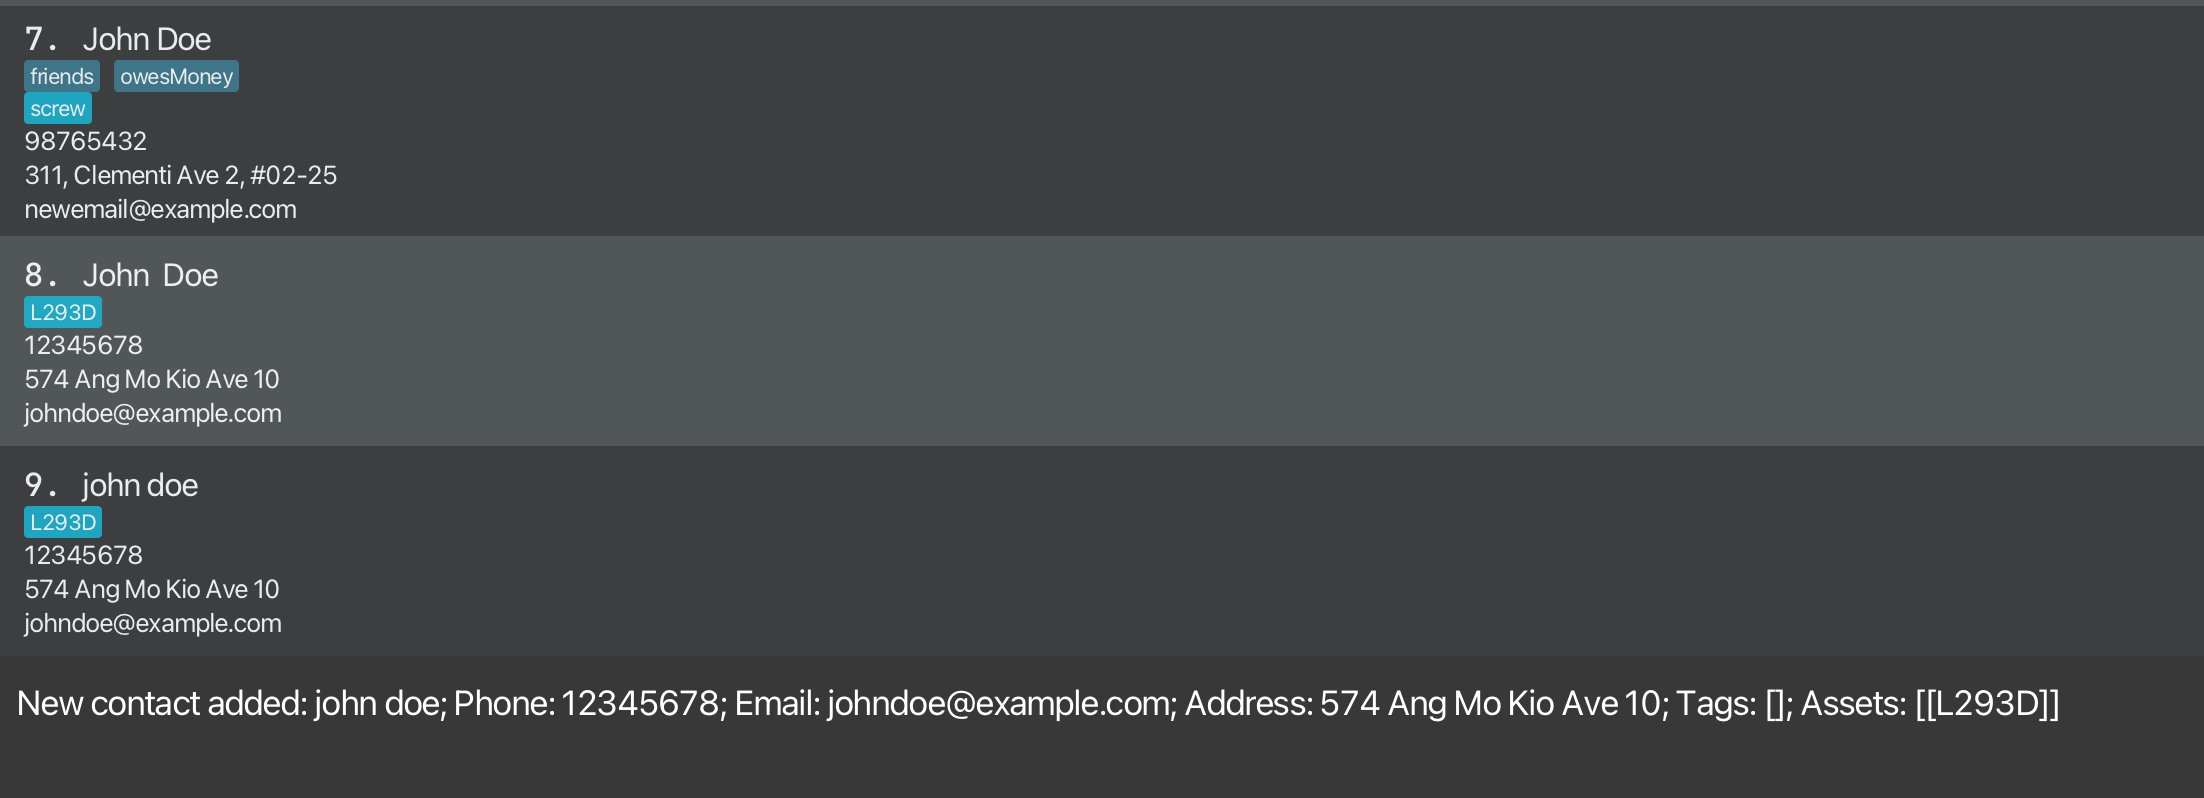 7. John Doe
friends owesMoney
screw
98765432
311, Clementi Ave 2, #02-25
newemail@example.com
8. John  Doe
L293D
12345678
574 Ang Mo Kio Ave 10
johndoe@example.com
9. john doe
L293D
12345678
574 Ang Mo Kio Ave 10
johndoe@example.com
New contact added: john doe; Phone: 12345678; Email: johndoe@example.com; Address: 574 Ang Mo Kio Ave 10; Tags: []; Assets: [[L293D]]